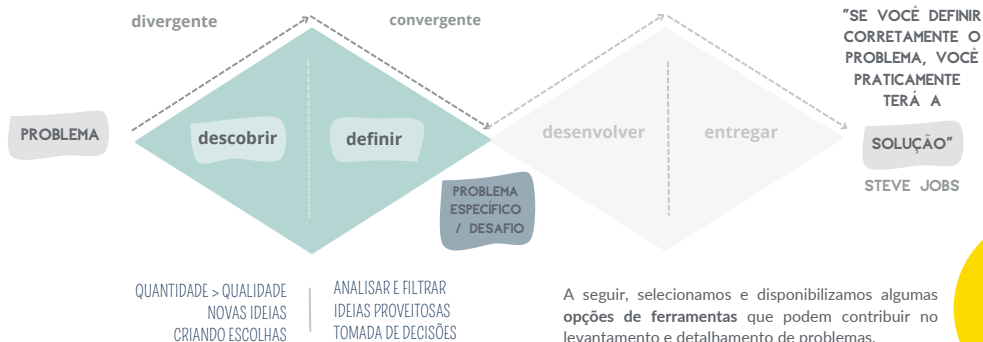 divergente
convergente
PROBLEMA
descobrir
definir
PROBLEMA
ESPECÍFICO
/ DESAFIO
desenvolver
entregar
"SE VOCÊ DEFINIR
CORRETAMENTE O
PROBLEMA, VOCÊ
PRATICAMENTE
TERÁ A
SOLUÇÃO"
STEVE JOBS
QUANTIDADE > QUALIDADE
NOVAS IDEIAS
CRIANDO ESCOLHAS
ANALISAR E FILTRAR
IDEIAS PROVEITOSAS
TOMADA DE DECISÕES
A seguir, selecionamos e disponibilizamos algumas
opções de ferramentas que podem contribuir no
levantamento e detalhamento de problemas.